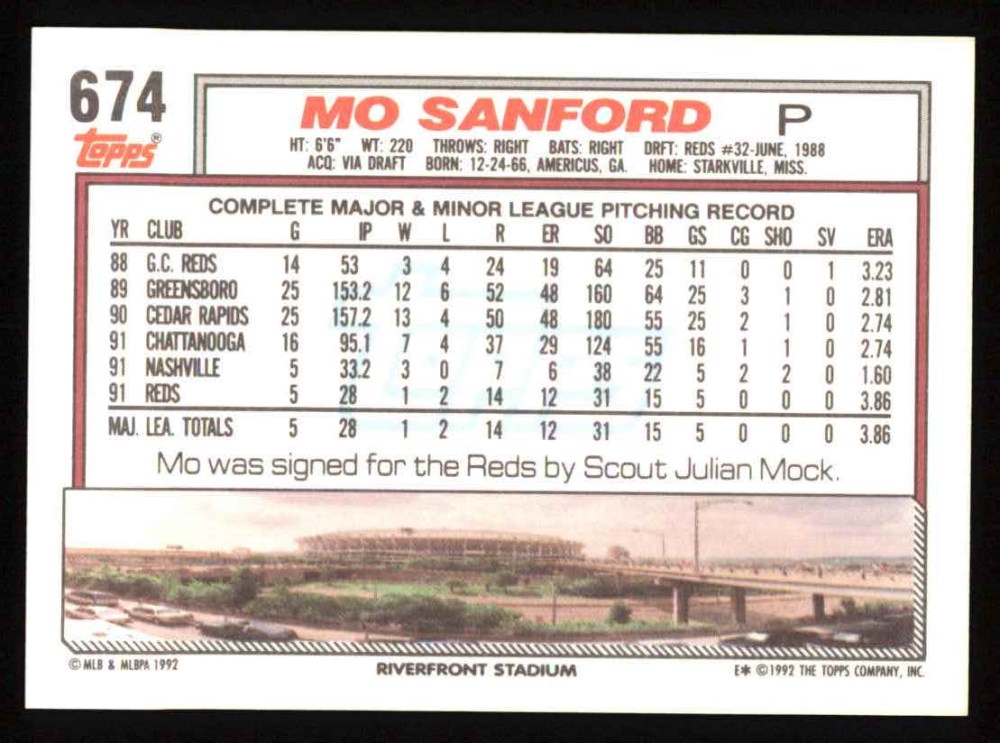 674
Topps®
MO SANFORD P
HT: 6'6" WT: 220 THROWS: RIGHT BATS: RIGHT DRFT: REDS #32-JUNE, 1988
ACQ: VIA DRAFT BORN: 12-24-66, AMERICUS, GA. HOME: STARKVILLE, MISS.
COMPLETE MAJOR & MINOR LEAGUE PITCHING RECORD
YR CLUB G IP W L R ER SO BB GS CG SHO SV ERA
88 G.C. REDS 14 53 3 4 24 19 64 25 11 0 0 1 3.23
89 GREENSBORO 25 153.2 12 6 52 48 160 64 25 3 1 0 2.81
90 CEDAR RAPIDS 25 157.2 13 4 50 48 180 55 25 2 1 0 2.74
91 CHATTANOOGA 16 95.1 7 4 37 29 124 55 16 1 1 0 2.74
91 NASHVILLE 5 33.2 3 0 7 6 38 22 5 2 2 0 1.60
91 REDS 5 28 1 2 14 12 31 15 5 0 0 0 3.86
MAJ. LEA. TOTALS 5 28 1 2 14 12 31 15 5 0 0 0 3.86
Mo was signed for the Reds by Scout Julian Mock.
© MLB & MLBPA 1992
RIVERFRONT STADIUM
E* © 1992 THE TOPPS COMPANY, INC.